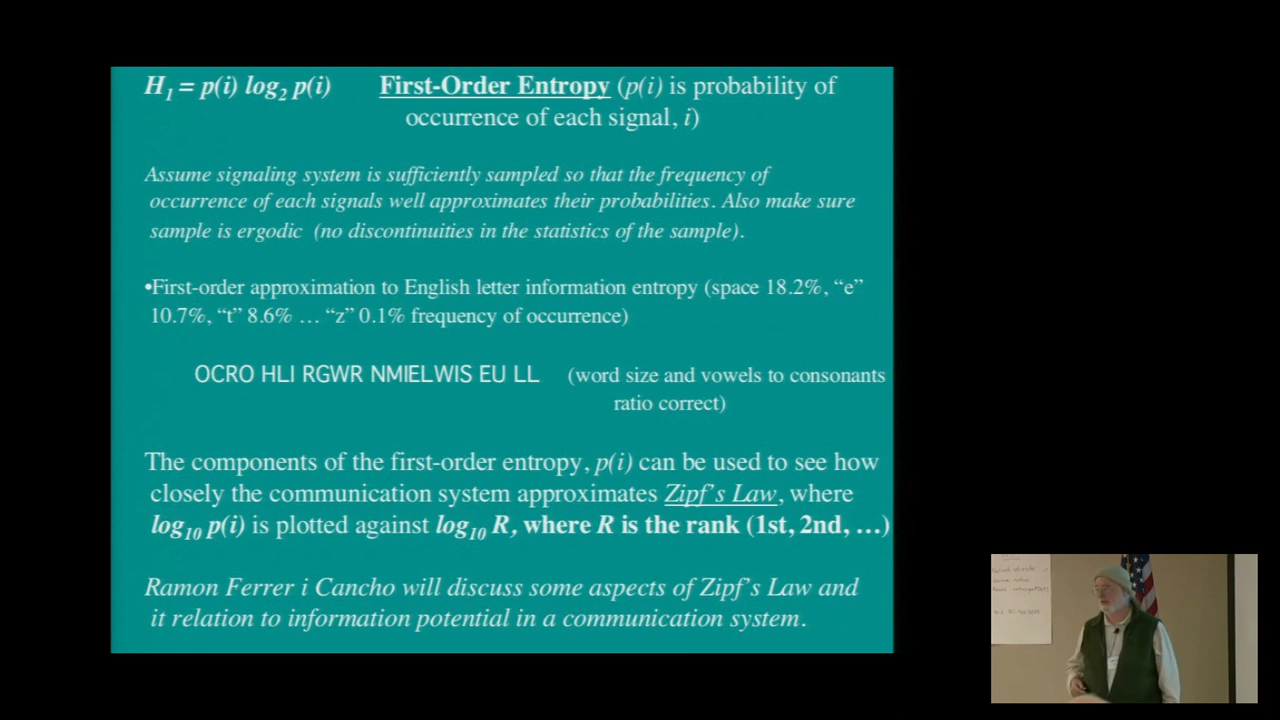 H1 = p(i) log2 p(i) First-Order Entropy (p(i) is probability of
occurrence of each signal, i)
Assume signaling system is sufficiently sampled so that the frequency of
occurrence of each signals well approximates their probabilities. Also make sure
sample is ergodic (no discontinuities in the statistics of the sample).
•First-order approximation to English letter information entropy (space 18.2%, “e”
10.7%, “t” 8.6% … “z” 0.1% frequency of occurrence)
OCRO HLI RGWR NMIELWIS EU LL (word size and vowels to consonants
ratio correct)
The components of the first-order entropy, p(i) can be used to see how
closely the communication system approximates Zipf’s Law, where
log10 p(i) is plotted against log10 R, where R is the rank (1st, 2nd, …)
Ramon Ferrer i Cancho will discuss some aspects of Zipf’s Law and
it relation to information potential in a communication system.